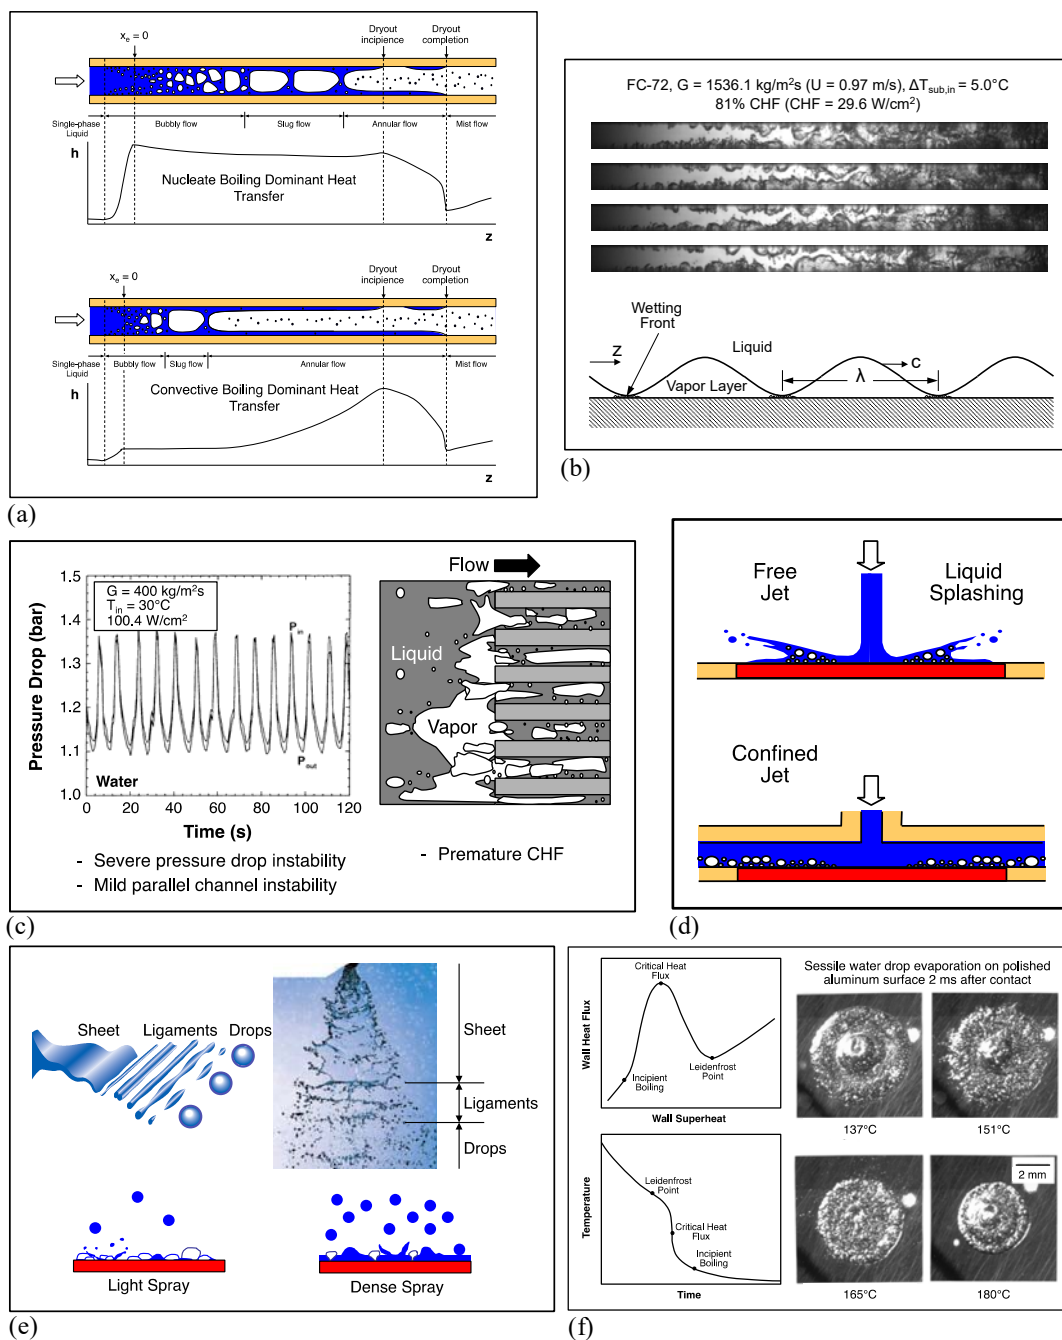 x_e = 0
Dryout incipience
Dryout completion
Single-phase Liquid
Bubbly flow
Slug flow
Annular flow
Mist flow
h
Nucleate Boiling Dominant Heat
Transfer
z
x_e = 0
Dryout incipience
Dryout completion
Single-phase Liquid
Bubbly flow
Slug flow
Annular flow
Mist flow
h
Convective Boiling Dominant Heat
Transfer
z
(a)
FC-72, G = 1536.1 kg/m²s (U = 0.97 m/s), ΔT_sub,in = 5.0°C
81% CHF (CHF = 29.6 W/cm²)
Wetting
Front
z
Liquid
c
λ
Vapor Layer
(b)
Pressure Drop (bar)
1.5
1.4
1.3
1.2
1.1
1.0
G = 400 kg/m²s
T_in = 30°C
100.4 W/cm²
P_in
P_out
Water
0 20 40 60 80 100 120
Time (s)
- Severe pressure drop instability
- Mild parallel channel instability
Flow
Liquid
Vapor
- Premature CHF
(c)
Free
Jet
Liquid
Splashing
Confined
Jet
(d)
Sheet Ligaments Drops
Sheet
Ligaments
Drops
Light Spray
Dense Spray
(e)
Wall Heat Flux
Critical Heat
Flux
Leidenfrost
Point
Incipient
Boiling
Wall Superheat
Temperature
Leidenfrost
Point
Critical Heat
Flux
Incipient
Boiling
Time
Sessile water drop evaporation on polished
aluminum surface 2 ms after contact
137°C
151°C
2 mm
165°C
180°C
(f)